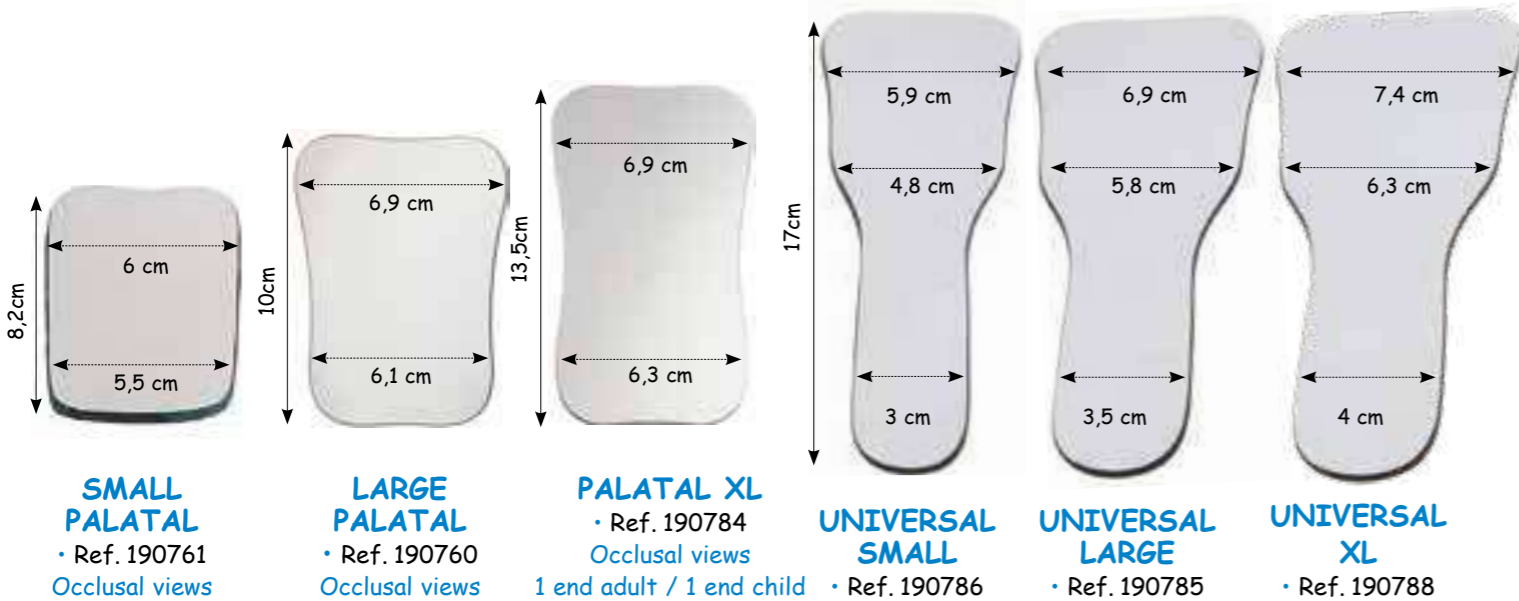 8,2cm
6 cm
5,5 cm
SMALL
PALATAL
• Ref. 190761
Occlusal views
10cm
6,9 cm
6,1 cm
LARGE
PALATAL
• Ref. 190760
Occlusal views
13,5cm
6,9 cm
6,3 cm
PALATAL XL
• Ref. 190784
Occlusal views
1 end adult / 1 end child
17cm
5,9 cm
4,8 cm
3 cm
UNIVERSAL
SMALL
• Ref. 190786
6,9 cm
5,8 cm
3,5 cm
UNIVERSAL
LARGE
• Ref. 190785
7,4 cm
6,3 cm
4 cm
UNIVERSAL
XL
• Ref. 190788